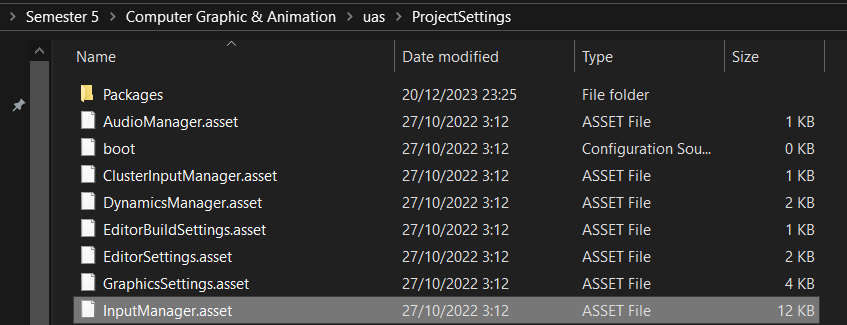 > Semester 5 > Computer Graphic & Animation > uas > ProjectSettings
Name Date modified Type Size
Packages 20/12/2023 23:25 File folder
AudioManager.asset 27/10/2022 3:12 ASSET File 1 KB
boot 27/10/2022 3:12 Configuration Sou... 0 KB
ClusterInputManager.asset 27/10/2022 3:12 ASSET File 1 KB
DynamicsManager.asset 27/10/2022 3:12 ASSET File 2 KB
EditorBuildSettings.asset 27/10/2022 3:12 ASSET File 1 KB
EditorSettings.asset 27/10/2022 3:12 ASSET File 2 KB
GraphicsSettings.asset 27/10/2022 3:12 ASSET File 4 KB
InputManager.asset 27/10/2022 3:12 ASSET File 12 KB